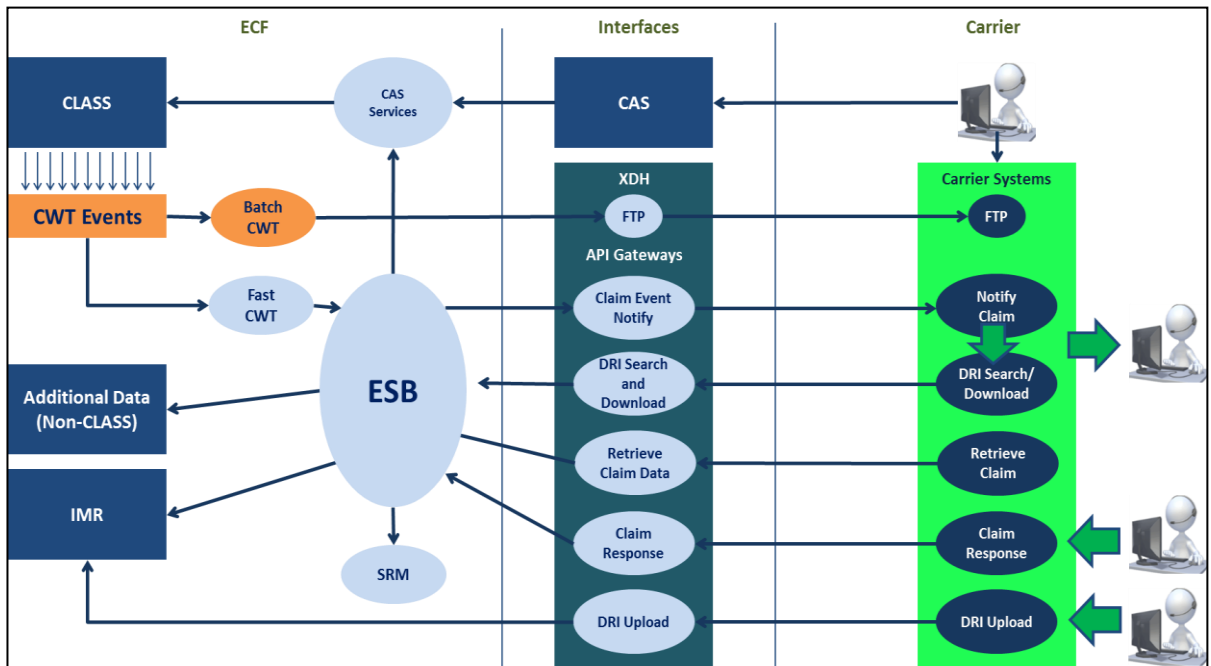 ECF
Interfaces
Carrier
CLASS
CAS
Services
CAS
XDH
Carrier Systems
CWT Events
Batch
CWT
FTP
FTP
API Gateways
Fast
CWT
Claim Event
Notify
Notify
Claim
ESB
DRI Search
and
Download
DRI Search/
Download
Additional Data
(Non-CLASS)
Retrieve
Claim Data
Retrieve
Claim
IMR
Claim
Response
Claim
Response
SRM
DRI Upload
DRI Upload